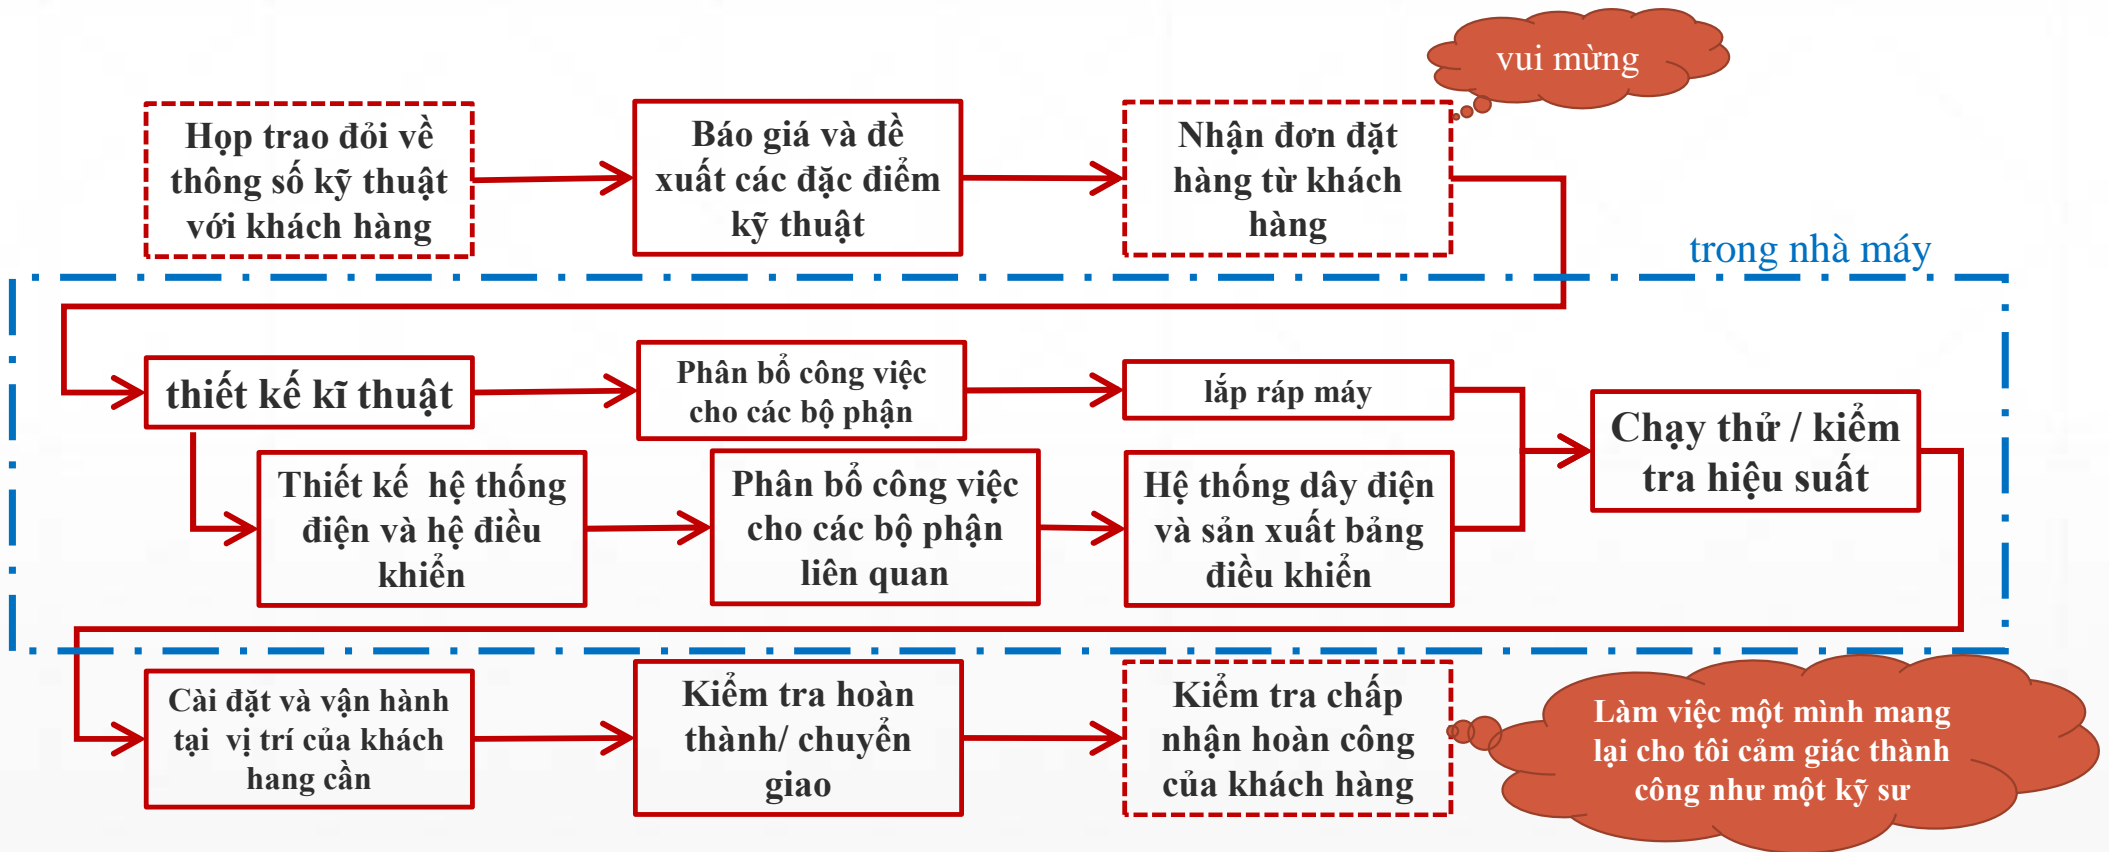 vui mừng
Họp trao đỏi về
thông số kỹ thuật
với khách hàng
Báo giá và đề
xuất các đặc điểm
kỹ thuật
Nhận đơn đặt
hàng từ khách
hàng
trong nhà máy
thiết kế kĩ thuật
Phân bổ công việc
cho các bộ phận
lắp ráp máy
Chạy thử / kiểm
tra hiệu suất
Thiết kế  hệ thống
điện và hệ điều
khiển
Phân bổ công việc
cho các bộ phận
liên quan
Hệ thống dây điện
và sản xuất bảng
điều khiển
Cài đặt và vận hành
tại  vị trí của khách
hang cần
Kiểm tra hoàn
thành/ chuyển
giao
Kiểm tra chấp
nhận hoàn công
của khách hàng
Làm việc một mình mang
lại cho tôi cảm giác thành
công như một kỹ sư